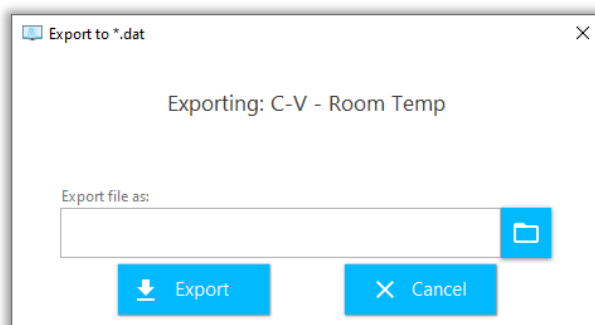 Export to *.dat
Exporting: C-V - Room Temp
Export file as:
Export
Cancel